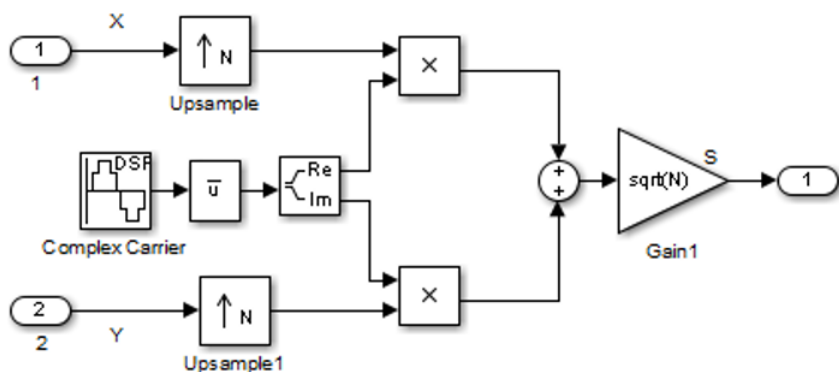 X
1
1
↑ N
Upsample
×
DSP
Complex Carrier
u̅
Re
Im
+
+
sqrt(N)
S
1
Gain1
2
2
Y
↑ N
Upsample1
×